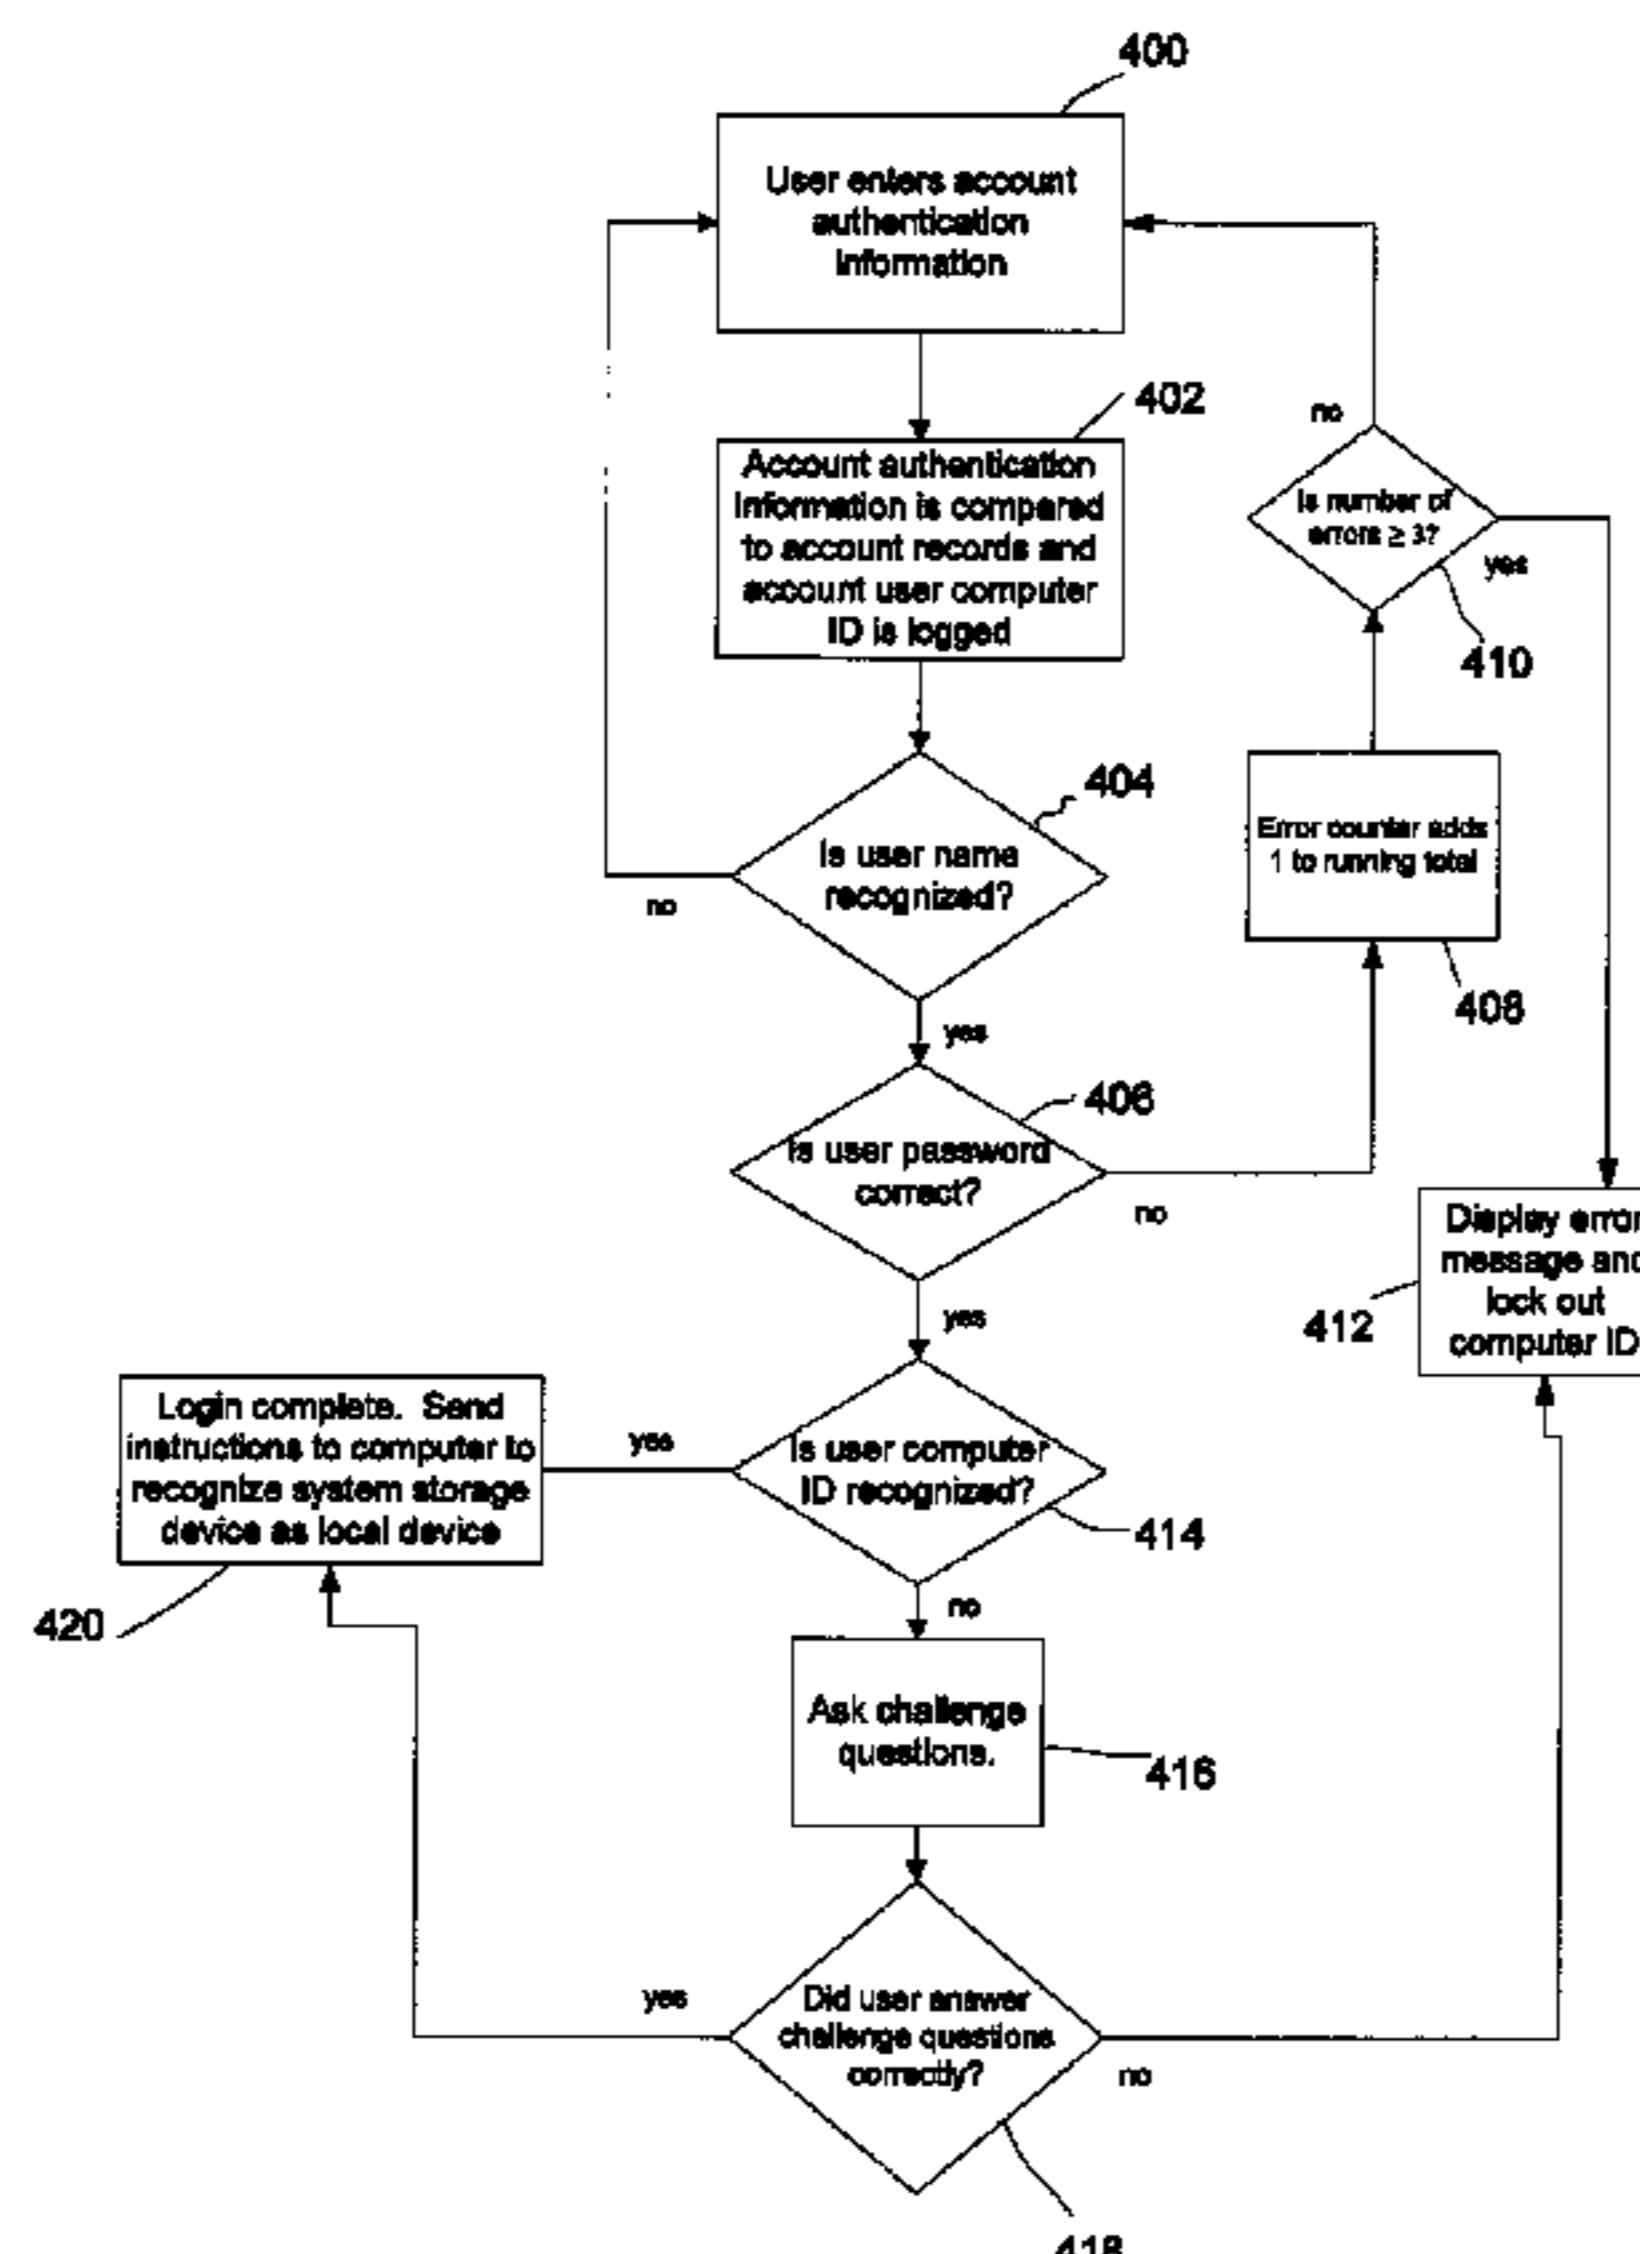 400
User enters account
authentication
information
402
Account authentication
information is compared
to account records and
account user computer
ID is logged
no
Is number of
errors ≥ 3?
yes
410
404
Is user name
recognized?
no
Error counter adds
1 to running total
408
yes
406
Is user password
correct?
no
Display error
message and
lock out
computer ID
412
yes
Login complete. Send
instructions to computer to
recognize system storage
device as local device
yes
Is user computer
ID recognized?
414
420
no
Ask challenge
questions.
416
yes
Did user answer
challenge questions
correctly?
no
418